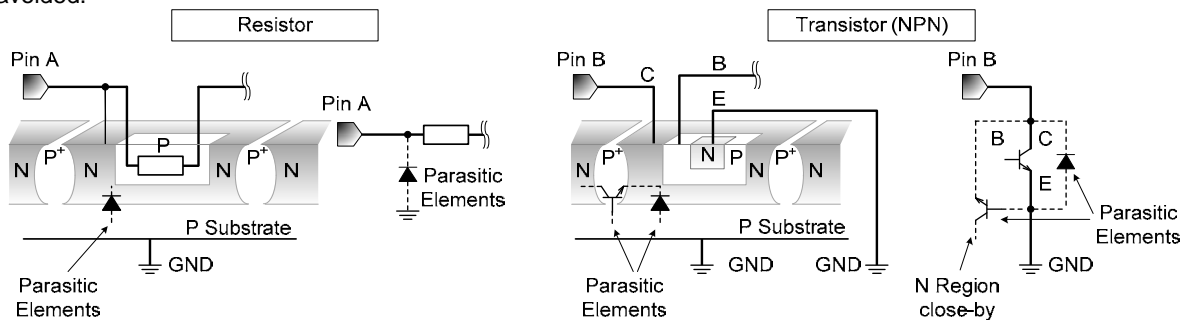 avoided.
Resistor
Transistor (NPN)
Pin A
Pin A
N P+ N P P+ N
Parasitic
Elements
P Substrate
GND
Parasitic
Elements
Pin B
C
B
E
N P+ N P P+ N
N
P Substrate
GND
GND
Parasitic
Elements
Pin B
B C
E
Parasitic
Elements
GND
N Region
close-by